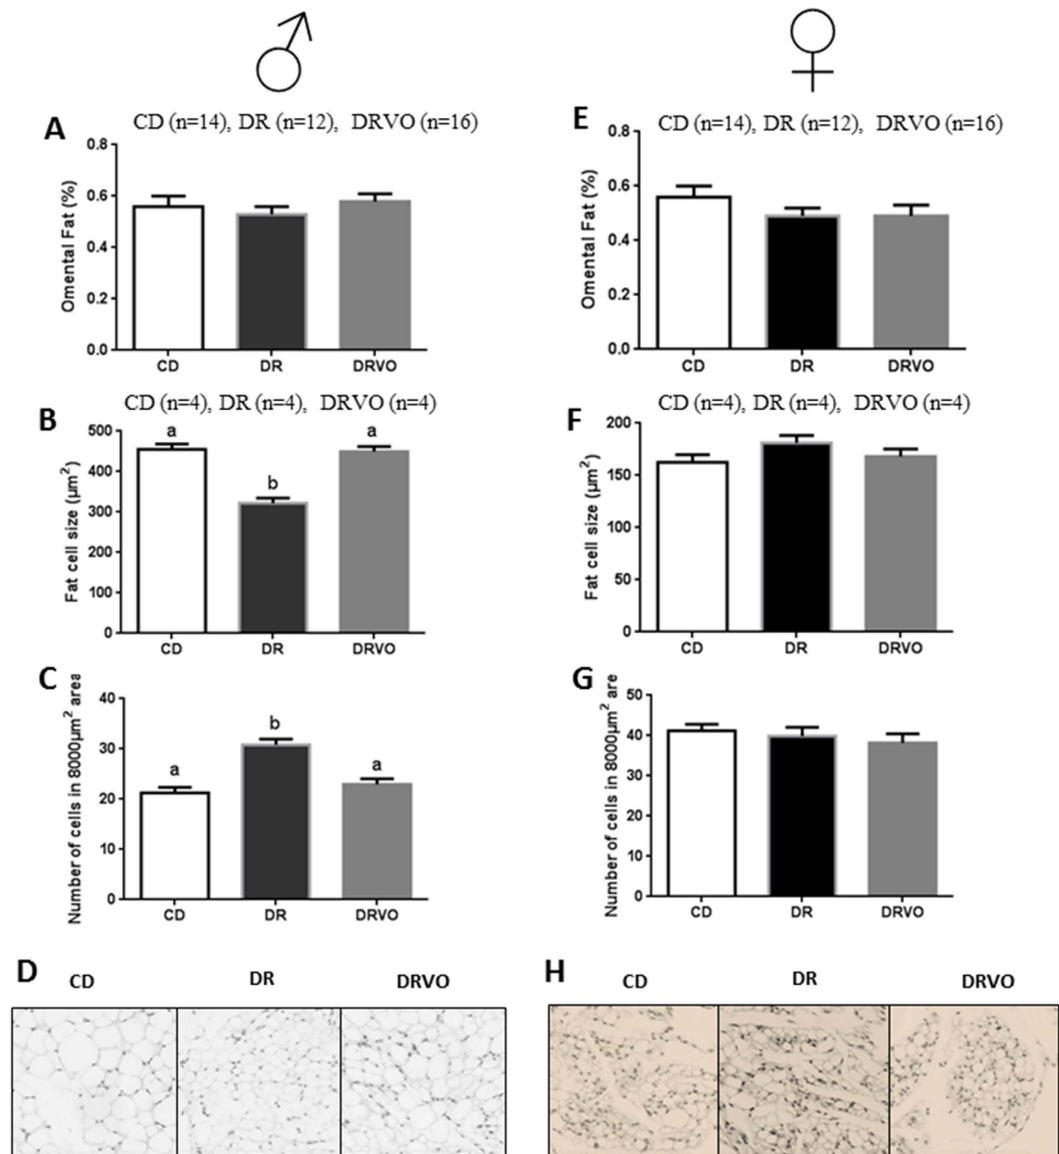 A
CD (n=14), DR (n=12), DRVO (n=16)
Omental Fat (%)
0.8
0.6
0.4
0.2
0.0
CD DR DRVO
B
CD (n=4), DR (n=4), DRVO (n=4)
Fat cell size (µm²)
500
400
300
200
100
0
a b a
CD DR DRVO
C
Number of cells in 8000µm² area
40
30
20
10
0
a b a
CD DR DRVO
D
CD DR DRVO
E
CD (n=14), DR (n=12), DRVO (n=16)
Omental Fat (%)
0.8
0.6
0.4
0.2
0.0
CD DR DRVO
F
CD (n=4), DR (n=4), DRVO (n=4)
Fat cell size (µm²)
200
150
100
50
0
CD DR DRVO
G
Number of cells in 8000µm² are
50
40
30
20
10
0
CD DR DRVO
H
CD DR DRVO